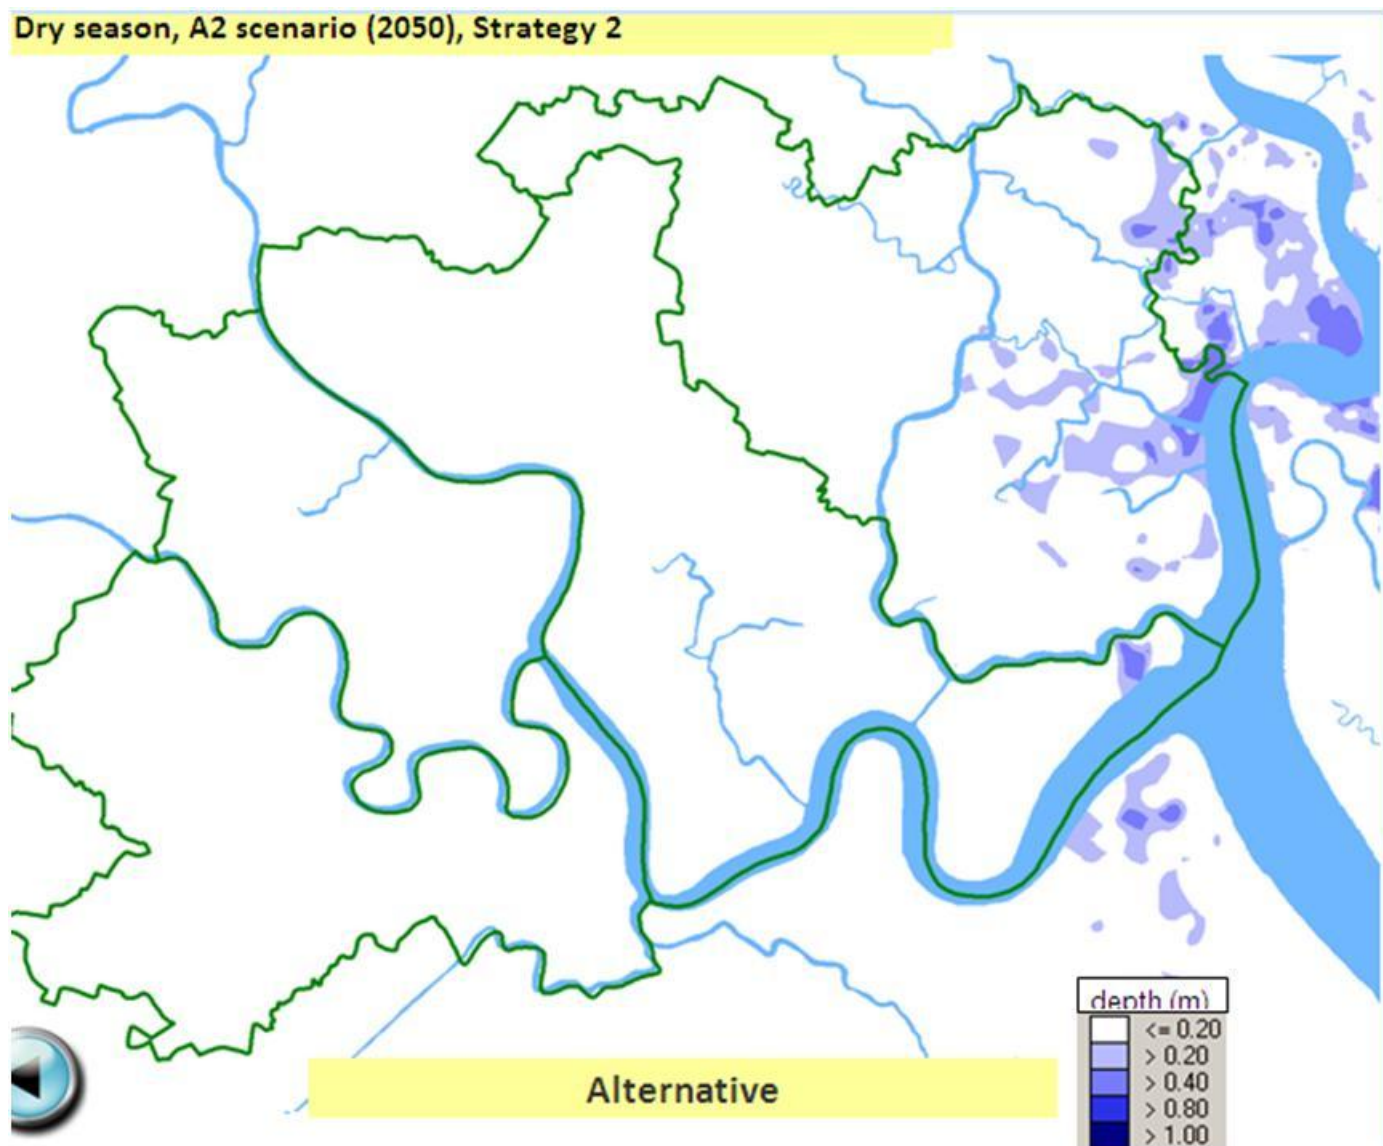 Dry season, A2 scenario (2050), Strategy 2
depth (m)
<= 0.20
> 0.20
> 0.40
> 0.80
> 1.00
Alternative